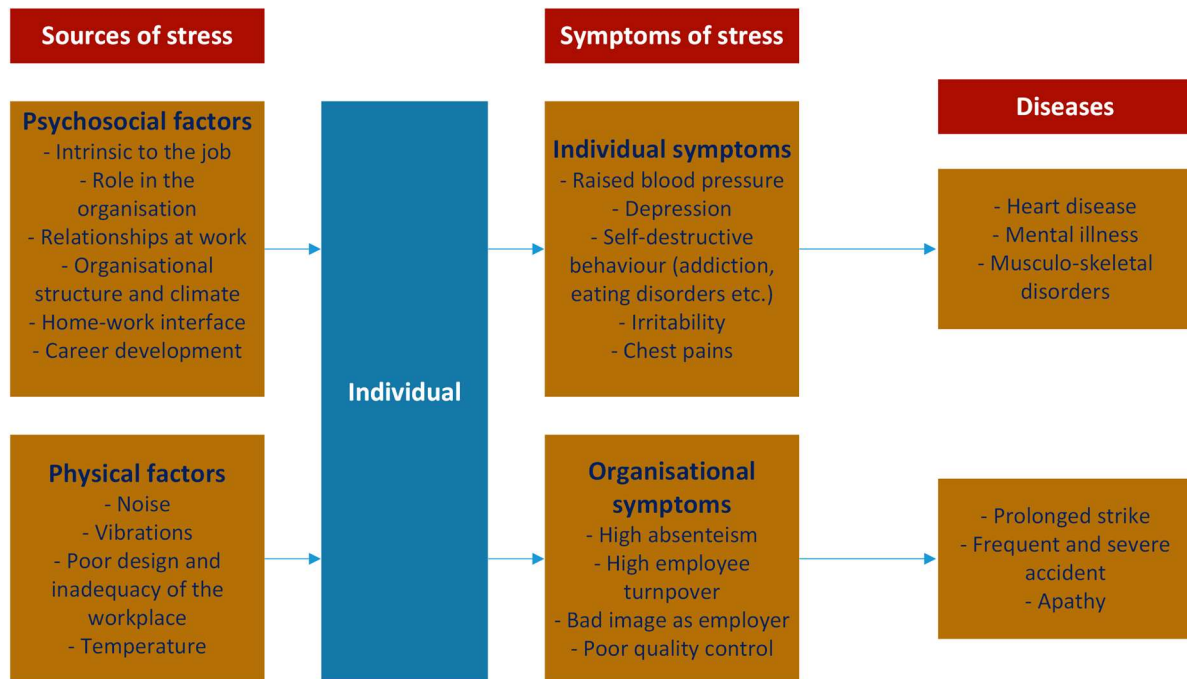 Sources of stress
Symptoms of stress
Diseases
Psychosocial factors
- Intrinsic to the job
- Role in the
organisation
- Relationships at work
- Organisational
structure and climate
- Home-work interface
- Career development
Physical factors
- Noise
- Vibrations
- Poor design and
inadequacy of the
workplace
- Temperature
Individual
Individual symptoms
- Raised blood pressure
- Depression
- Self-destructive
behaviour (addiction,
eating disorders etc.)
- Irritability
- Chest pains
Organisational
symptoms
- High absenteism
- High employee
turnpover
- Bad image as employer
- Poor quality control
- Heart disease
- Mental illness
- Musculo-skeletal
disorders
- Prolonged strike
- Frequent and severe
accident
- Apathy